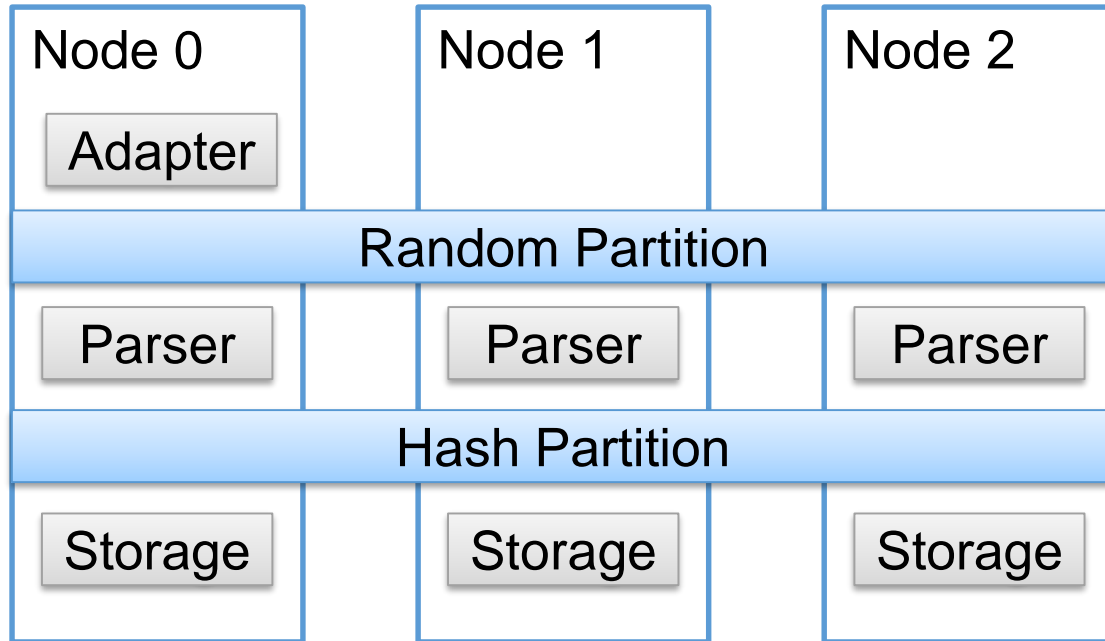 Node 0
Node 1
Node 2
Adapter
Random Partition
Parser
Parser
Parser
Hash Partition
Storage
Storage
Storage